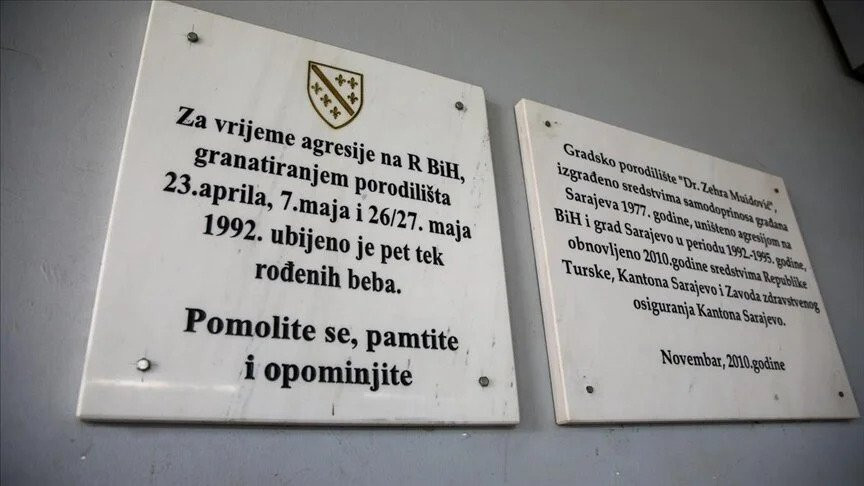 Za vrijeme agresije na R BiH,
granatiranjem porodilišta
23.aprila, 7.maja i 26/27. maja
1992. ubijeno je pet tek
rođenih beba.
Pomolite se, pamtite
i opominjite
Gradsko porodilište "Dr. Zehra Muidović",
izgrađeno sredstvima samodoprinosa građana
Sarajeva 1977. godine, uništeno agresijom na
BiH i grad Sarajevo u periodu 1992.-1995. godine,
obnovljeno 2010.godine sredstvima Republike
Turske, Kantona Sarajevo i Zavoda zdravstvenog
osiguranja Kantona Sarajevo.
Novembar, 2010.godine